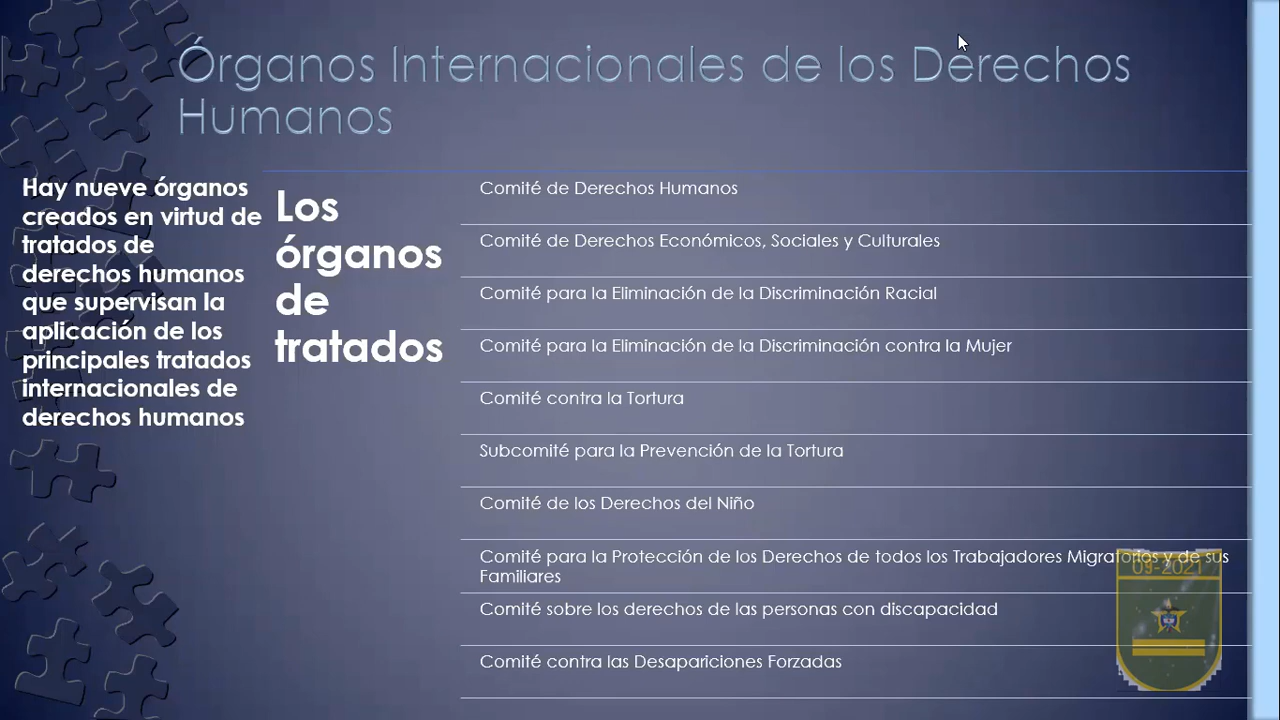 Órganos Internacionales de los Derechos
Humanos
Hay nueve órganos
creados en virtud de
tratados de
derechos humanos
que supervisan la
aplicación de los
principales tratados
internacionales de
derechos humanos
Los
órganos
de
tratados
Comité de Derechos Humanos
Comité de Derechos Económicos, Sociales y Culturales
Comité para la Eliminación de la Discriminación Racial
Comité para la Eliminación de la Discriminación contra la Mujer
Comité contra la Tortura
Subcomité para la Prevención de la Tortura
Comité de los Derechos del Niño
Comité para la Protección de los Derechos de todos los Trabajadores Migratorios y de sus
Familiares
Comité sobre los derechos de las personas con discapacidad
Comité contra las Desapariciones Forzadas
09-2021